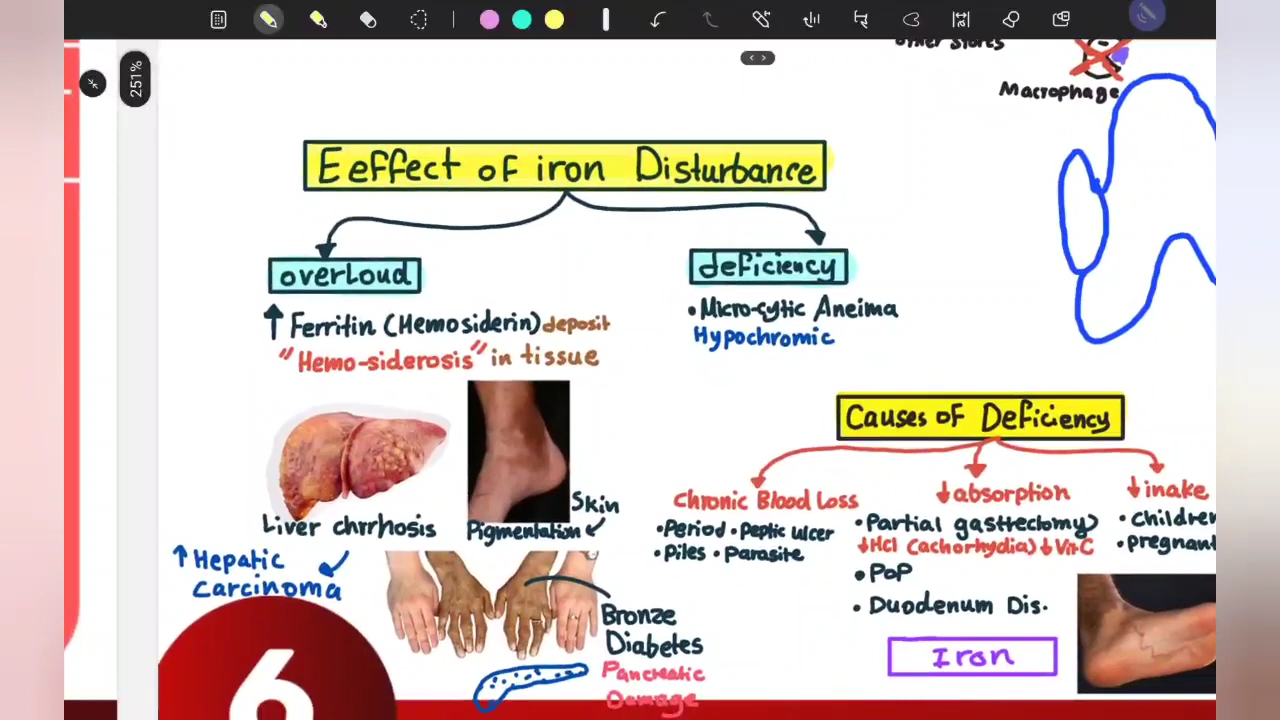 251%
other stores
Macrophage
Eeffect of iron Disturbance
overloud
deficiency
↑ Ferritin (Hemosiderin) deposit
"Hemo-siderosis" in tissue
• Micro-cytic Aneima
Hypochromic
Causes of Deficiency
Chronic Blood Loss
• Period • Peptic ulcer
• Piles • Parasite
↓ absorption
• Partial gasttectomy
↓Hcl (achorhydia) ↓ Vit C
• PoP
• Duodenum Dis.
↓ inake
• children
• pregnant
Liver chrrhosis
Skin
Pigmentation
↑ Hepatic
Carcinoma
Bronze
Diabetes
Pancreatic
Damage
Iron
6